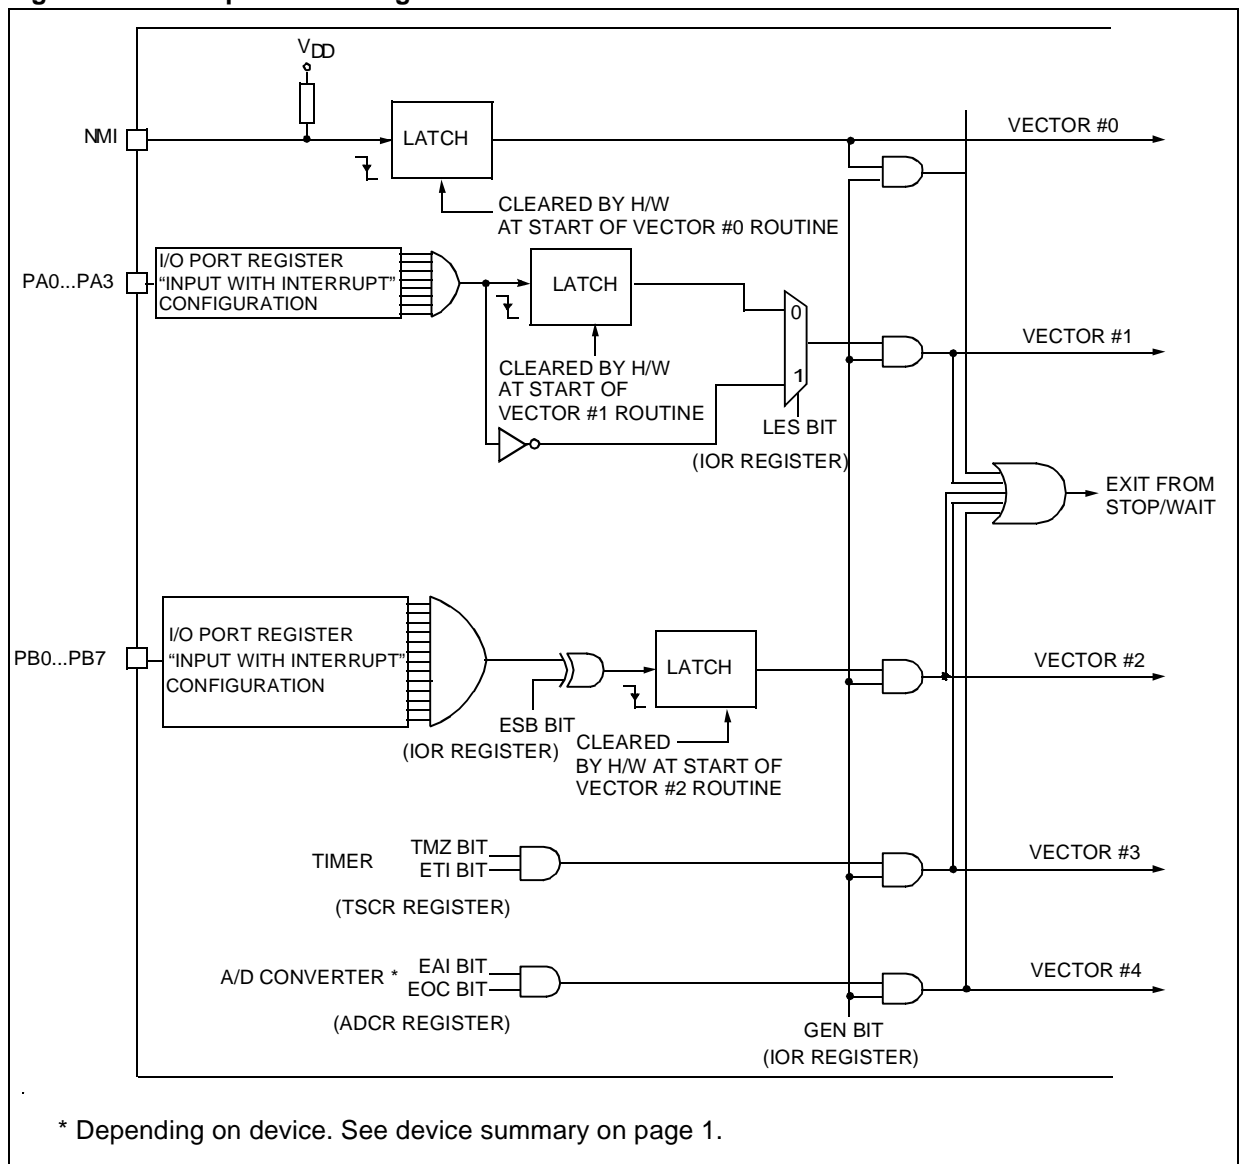 VDD
NMI
LATCH
VECTOR #0
CLEARED BY H/W
AT START OF VECTOR #0 ROUTINE
PA0...PA3
I/O PORT REGISTER
“INPUT WITH INTERRUPT”
CONFIGURATION
LATCH
0
1
VECTOR #1
CLEARED BY H/W
AT START OF
VECTOR #1 ROUTINE
LES BIT
(IOR REGISTER)
EXIT FROM
STOP/WAIT
PB0...PB7
I/O PORT REGISTER
“INPUT WITH INTERRUPT”
CONFIGURATION
LATCH
VECTOR #2
ESB BIT
(IOR REGISTER)
CLEARED
BY H/W AT START OF
VECTOR #2 ROUTINE
TIMER
TMZ BIT
ETI BIT
(TSCR REGISTER)
VECTOR #3
A/D CONVERTER *
EAI BIT
EOC BIT
(ADCR REGISTER)
VECTOR #4
GEN BIT
(IOR REGISTER)
* Depending on device. See device summary on page 1.